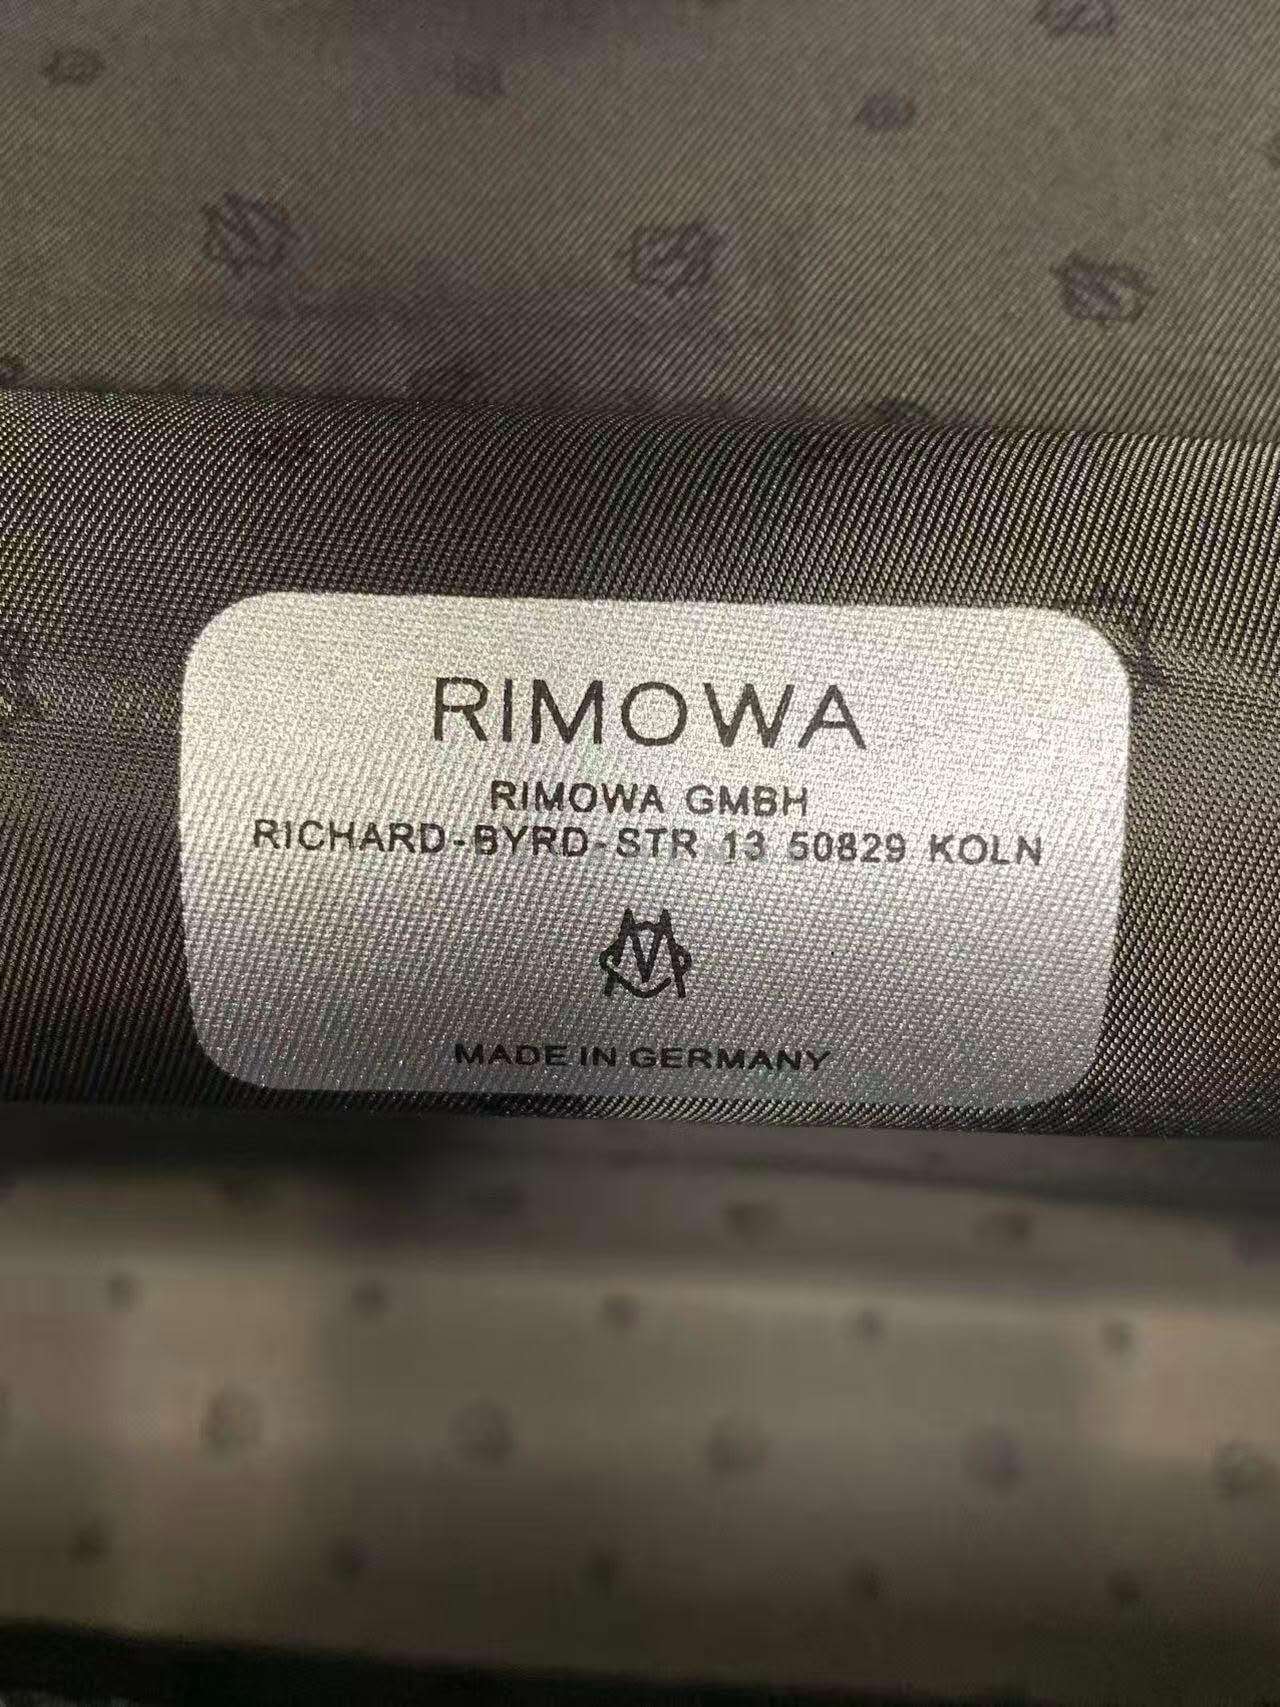 RIMOWA
RIMOWA GMBH
RICHARD-BYRD-STR 13 50829 KOLN
MADE IN GERMANY